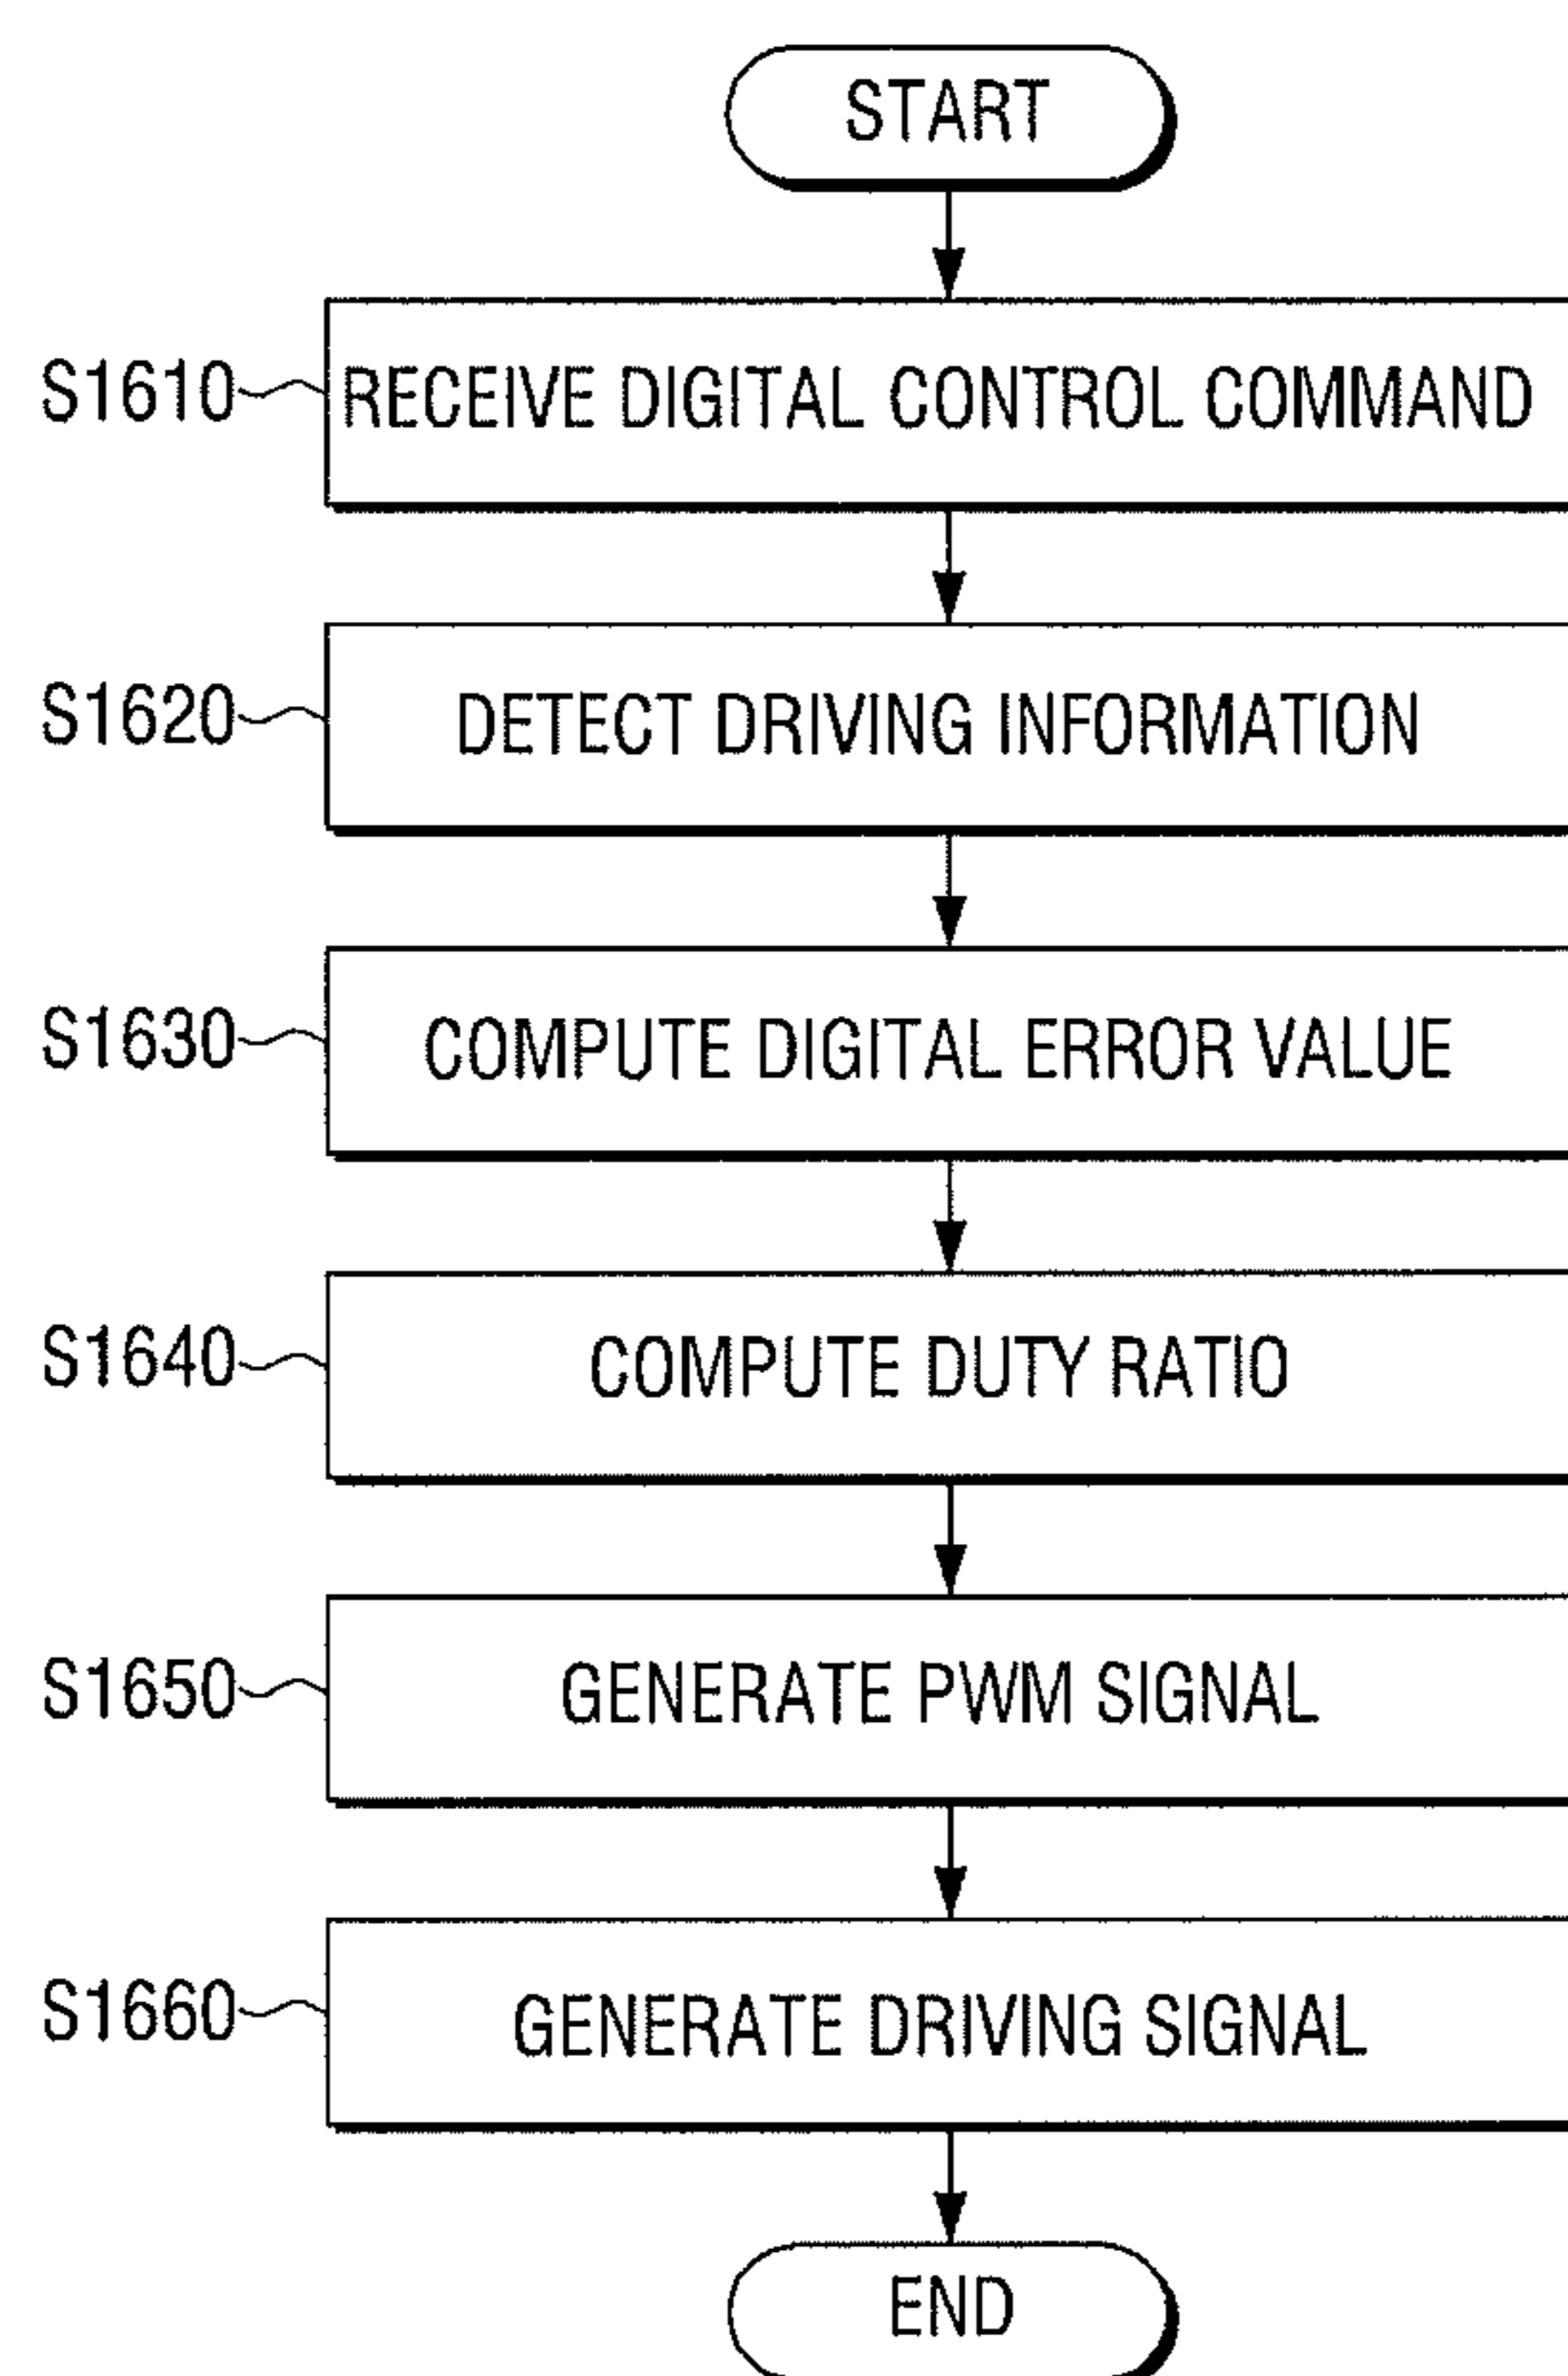 START
S1610 RECEIVE DIGITAL CONTROL COMMAND
S1620 DETECT DRIVING INFORMATION
S1630 COMPUTE DIGITAL ERROR VALUE
S1640 COMPUTE DUTY RATIO
S1650 GENERATE PWM SIGNAL
S1660 GENERATE DRIVING SIGNAL
END